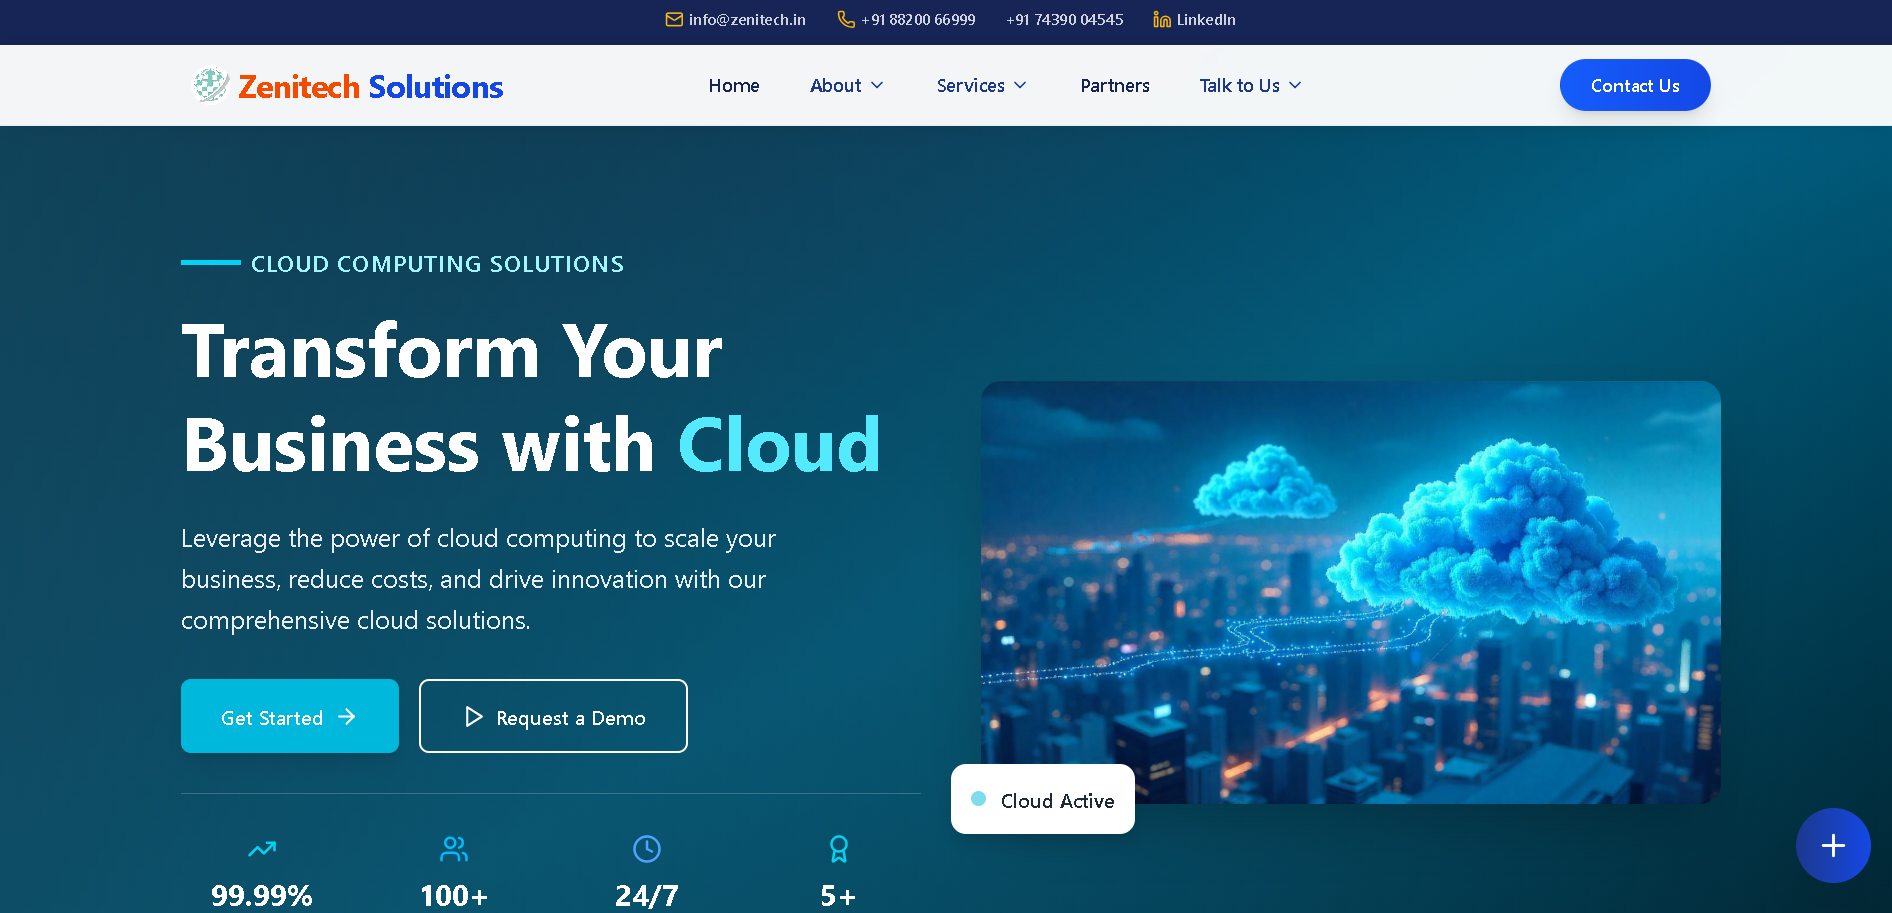 info@zenitech.in +91 88200 66999 +91 74390 04545 LinkedIn
Zenitech Solutions Home About Services Partners Talk to Us Contact Us
CLOUD COMPUTING SOLUTIONS
Transform Your
Business with Cloud
Leverage the power of cloud computing to scale your
business, reduce costs, and drive innovation with our
comprehensive cloud solutions.
Get Started Request a Demo
Cloud Active
99.99% 100+ 24/7 5+